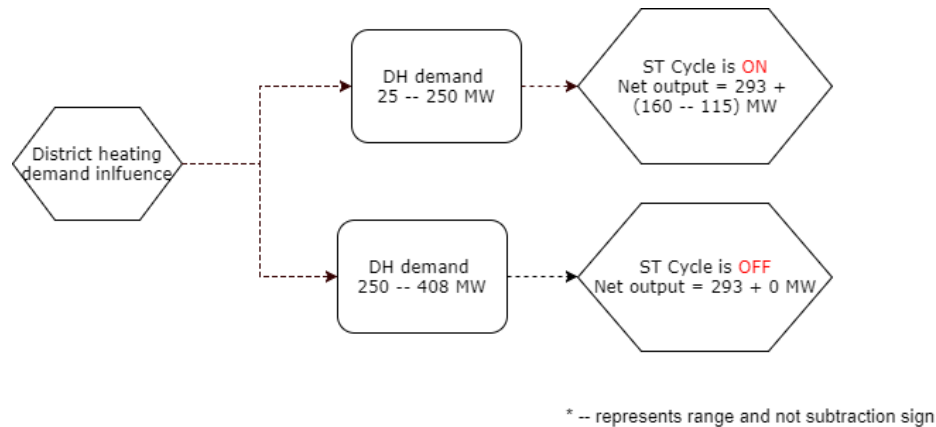 District heating
demand inlfuence
DH demand
25 -- 250 MW
ST Cycle is ON
Net output = 293 +
(160 -- 115) MW
DH demand
250 -- 408 MW
ST Cycle is OFF
Net output = 293 + 0 MW
* -- represents range and not subtraction sign